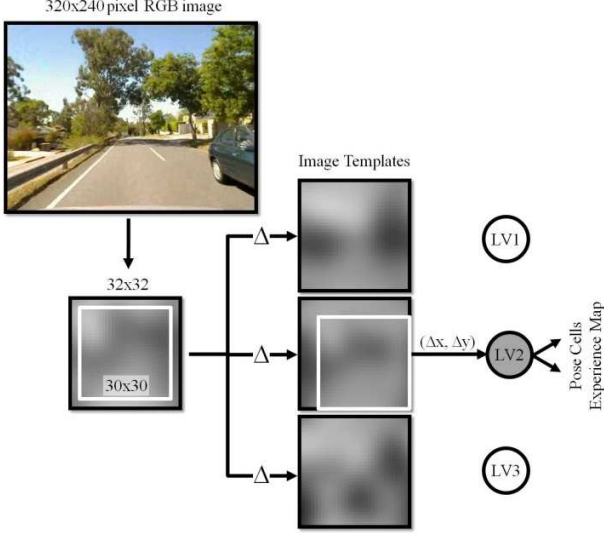 320x240 pixel RGB image
Image Templates
Δ
LV1
32x32
30x30
Δ
(Δx, Δy)
LV2
Pose Cells
Experience Map
Δ
LV3